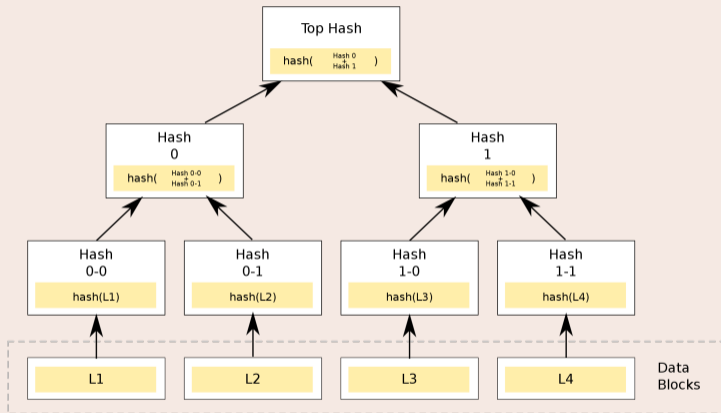 Top Hash
hash( Hash 0 + Hash 1 )
Hash
0
hash( Hash 0-0 + Hash 0-1 )
Hash
1
hash( Hash 1-0 + Hash 1-1 )
Hash
0-0
hash(L1)
Hash
0-1
hash(L2)
Hash
1-0
hash(L3)
Hash
1-1
hash(L4)
L1
L2
L3
L4
Data
Blocks